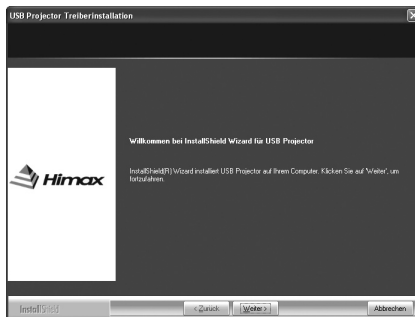 USB Projector Treiberinstallation
Willkommen bei InstallShield Wizard für USB Projector
InstallShield(R) Wizard installiert USB Projector auf Ihrem Computer. Klicken Sie auf 'Weiter', um
fortzufahren.
Himax
InstallShield
< Zurück
Weiter >
Abbrechen